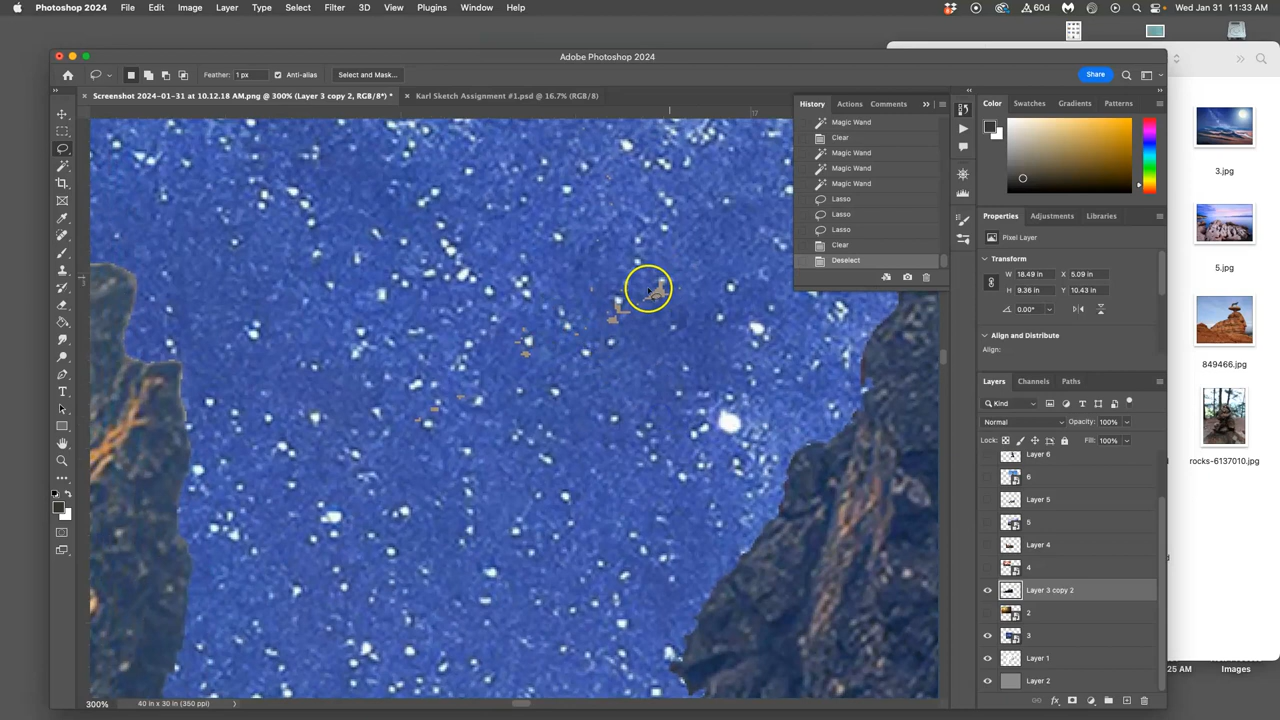 Photoshop 2024 File Edit Image Layer Type Select Filter 3D View Plugins Window Help 60d Wed Jan 31 11:33 AM
Adobe Photoshop 2024
Feather: 1 px Anti-alias Select and Mask... Share
Screenshot 2024-01-31 at 10.12.18 AM.png @ 300% (Layer 3 copy 2, RGB/8*) * Karl Sketch Assignment #1.psd @ 16.7% (RGB/8)
History Actions Comments
Magic Wand
Clear
Magic Wand
Magic Wand
Magic Wand
Lasso
Lasso
Lasso
Clear
Deselect
Color Swatches Gradients Patterns
Properties Adjustments Libraries
Pixel Layer
Transform
W 18.49 in X 5.09 in
H 9.36 in Y 10.43 in
0.00°
Align and Distribute
Align:
Layers Channels Paths
Kind
Normal Opacity: 100%
Lock: Fill: 100%
Layer 6
6
Layer 5
5
Layer 4
4
Layer 3 copy 2
2
3
Layer 1
Layer 2
3.jpg
5.jpg
849466.jpg
rocks-6137010.jpg
25 AM
Images
300% 40 in x 30 in (350 ppi)